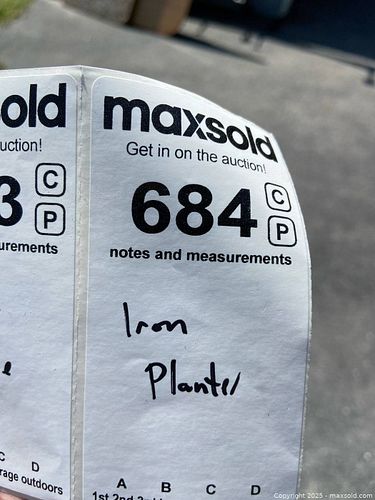 old
uction!
3
C
P
urements
C D
rage outdoors
maxsold
Get in on the auction!
684
C
P
notes and measurements
Iron
Planter
A B C D
Copyright 2025 - maxsold.com